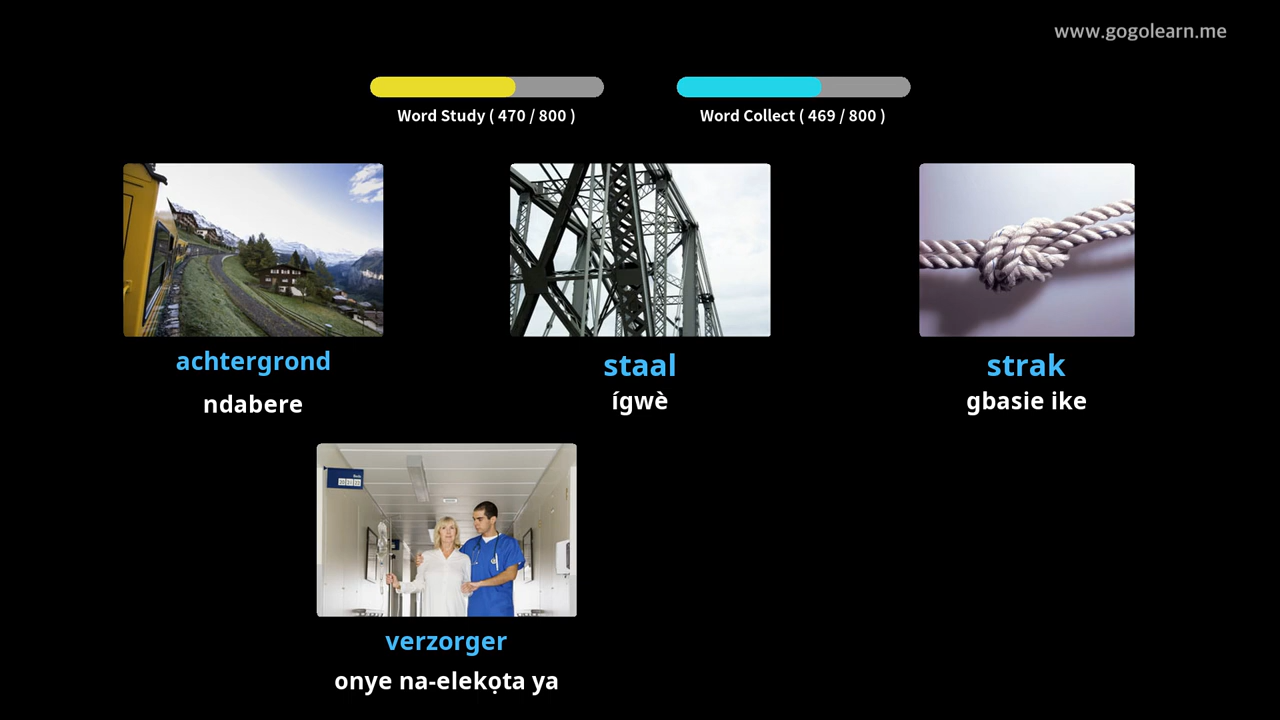 www.gogolearn.me
Word Study ( 470 / 800 )
Word Collect ( 469 / 800 )
achtergrond
staal
strak
ndabere
ígwè
gbasie ike
verzorger
onye na-elekọta ya